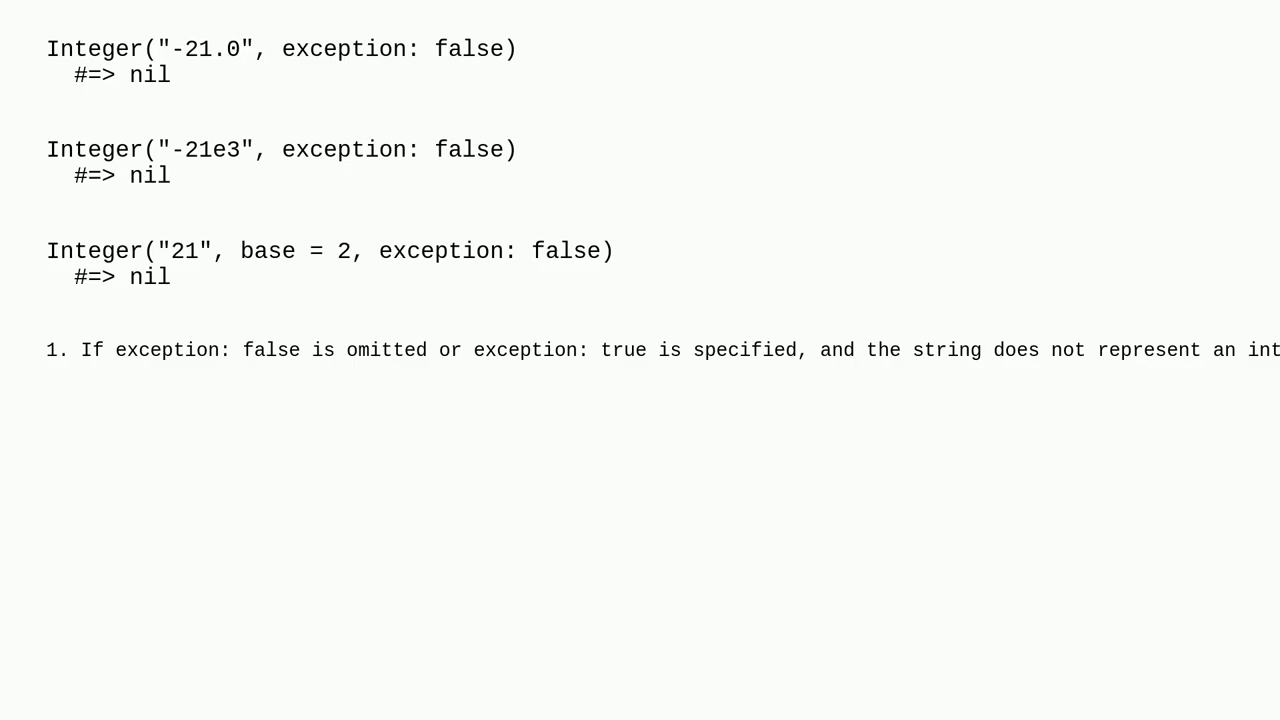 Integer("-21.0", exception: false)
  #=> nil
Integer("-21e3", exception: false)
  #=> nil
Integer("21", base = 2, exception: false)
  #=> nil
1. If exception: false is omitted or exception: true is specified, and the string does not represent an int